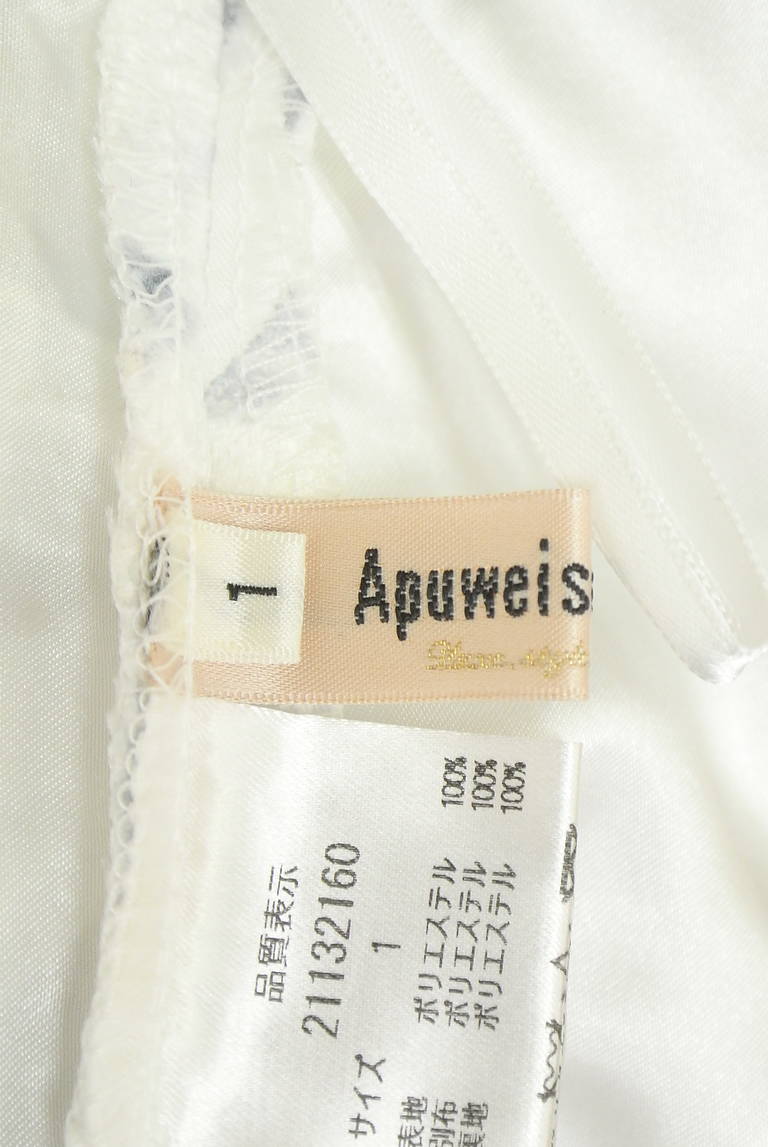 1
Apuweis
品質表示
21132160
サイズ 1
表地 ポリエステル 100%
別布 ポリエステル 100%
裏地 ポリエステル 100%